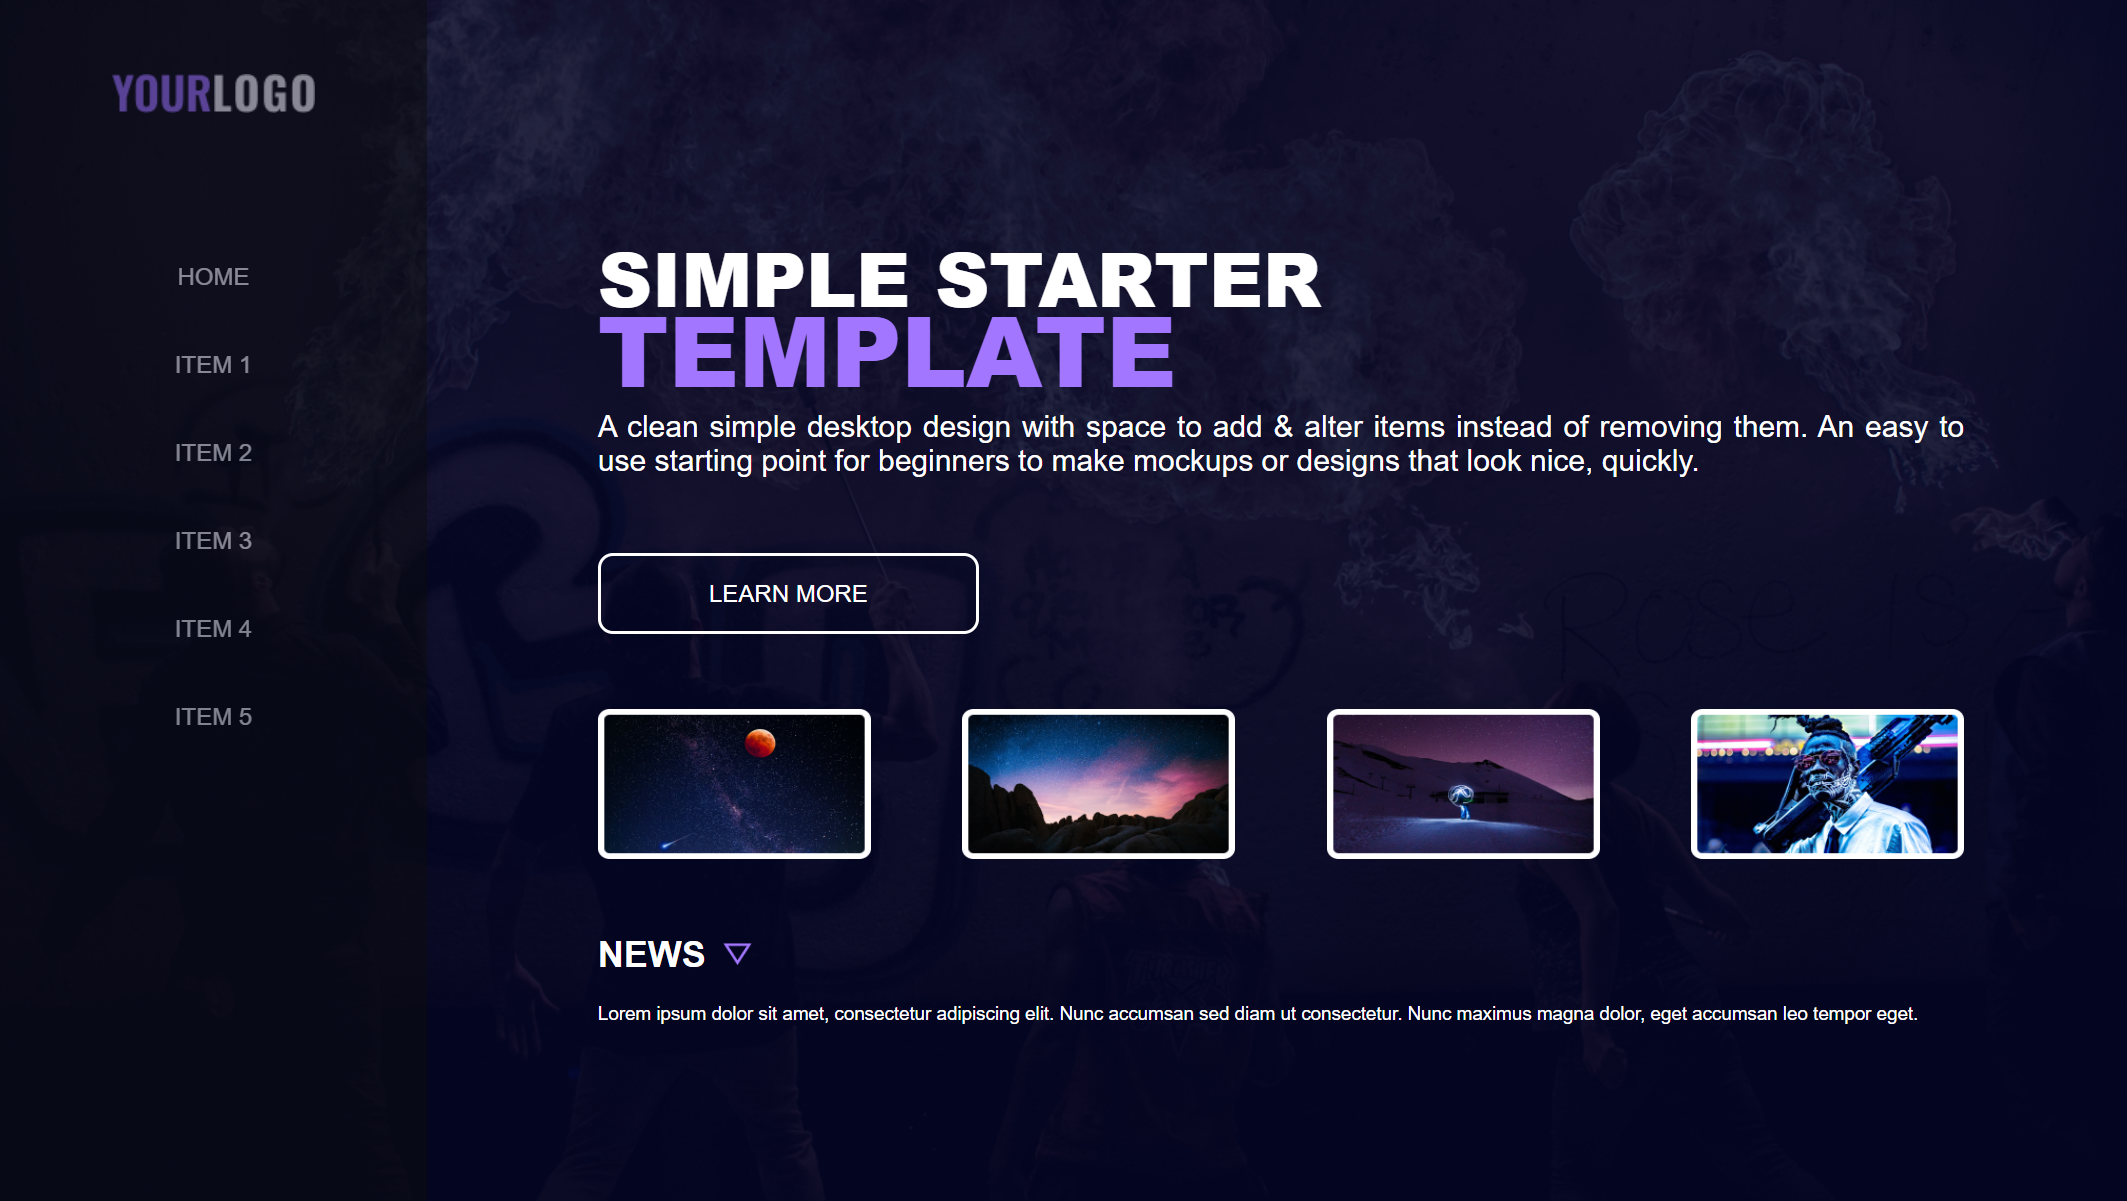 YOURLOGO
HOME
ITEM 1
ITEM 2
ITEM 3
ITEM 4
ITEM 5
SIMPLE STARTER
TEMPLATE
A clean simple desktop design with space to add & alter items instead of removing them. An easy to
use starting point for beginners to make mockups or designs that look nice, quickly.
LEARN MORE
NEWS
Lorem ipsum dolor sit amet, consectetur adipiscing elit. Nunc accumsan sed diam ut consectetur. Nunc maximus magna dolor, eget accumsan leo tempor eget.